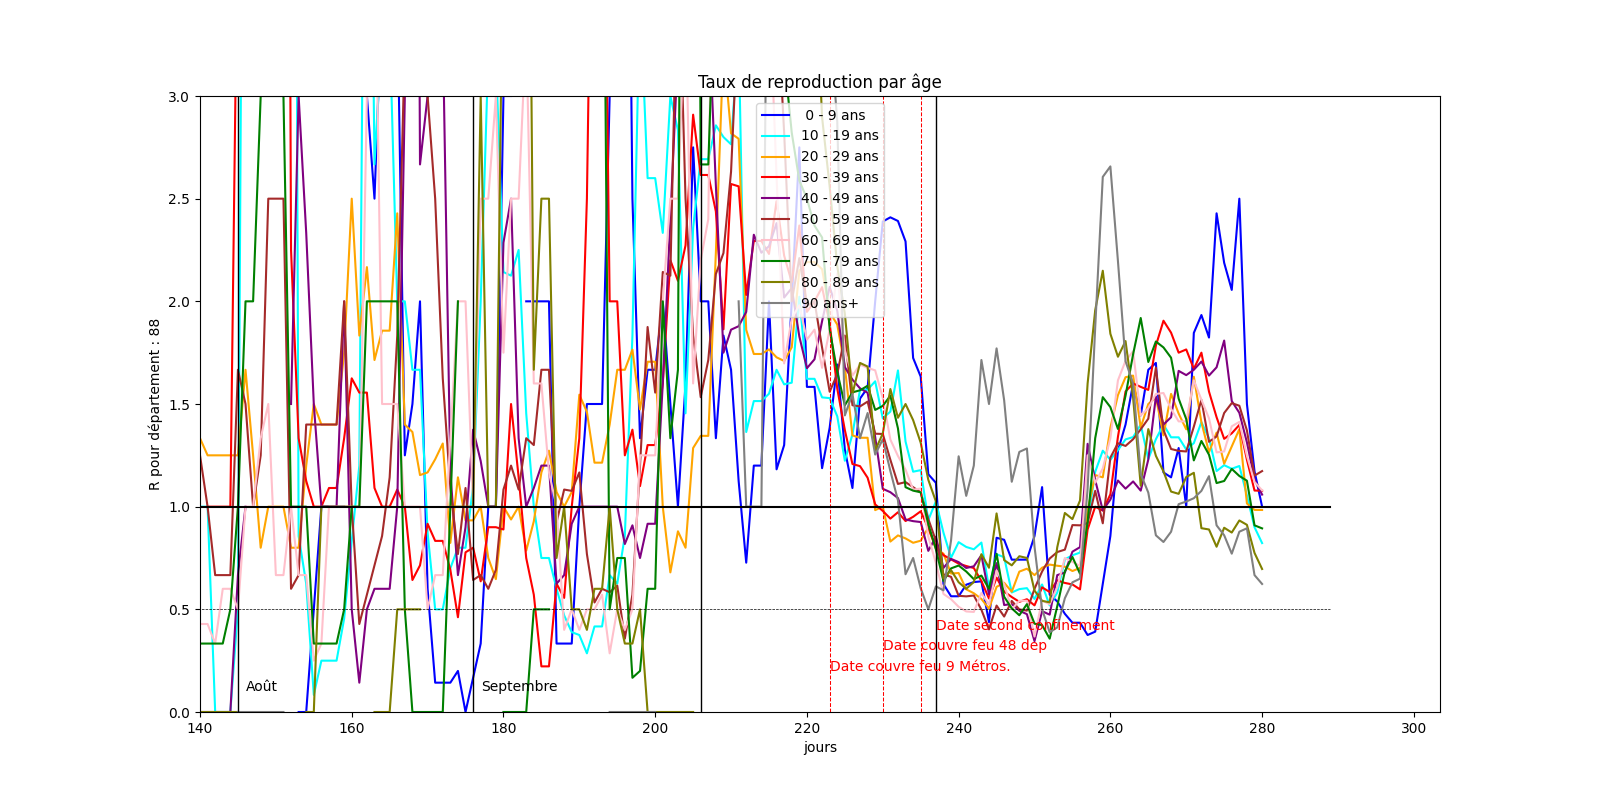 Taux de reproduction par âge
3.0
2.5
2.0
1.5
1.0
0.5
0.0
R pour département : 88
0 - 9 ans
10 - 19 ans
20 - 29 ans
30 - 39 ans
40 - 49 ans
50 - 59 ans
60 - 69 ans
70 - 79 ans
80 - 89 ans
90 ans+
Date second confinement
Date couvre feu 48 dép
Date couvre feu 9 Métros.
Août
Septembre
140
160
180
200
220
240
260
280
300
jours